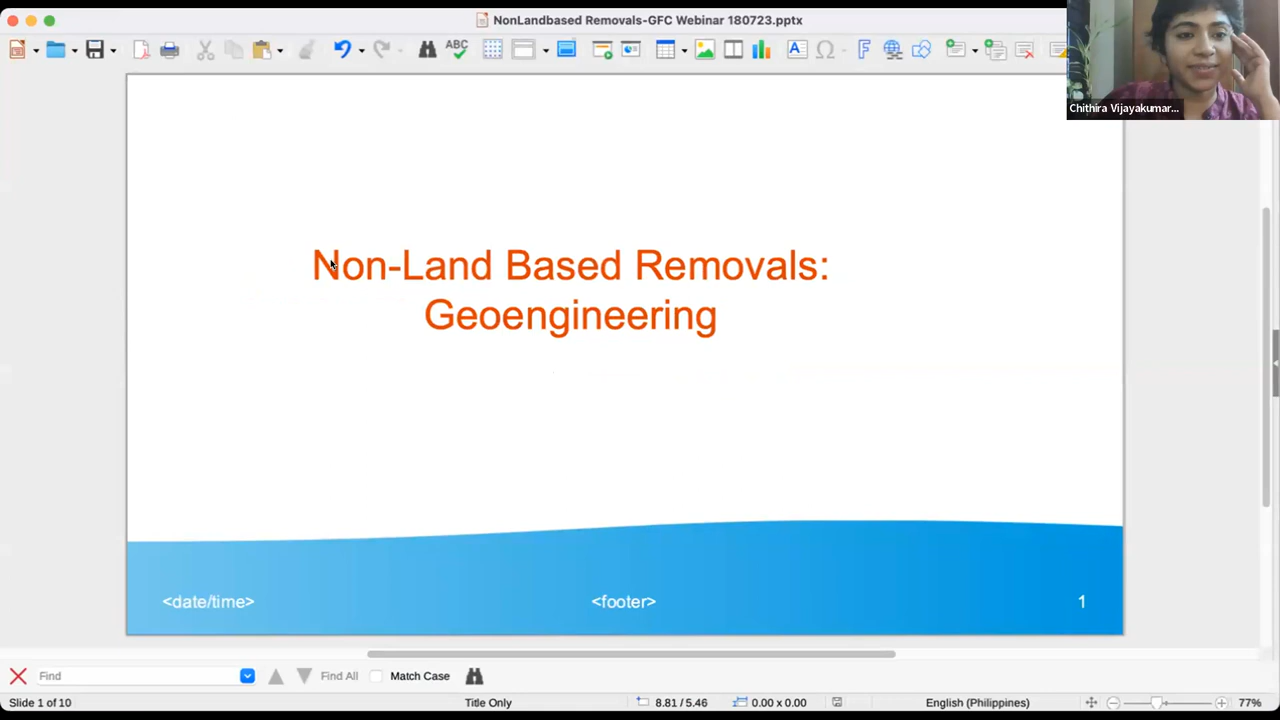 NonLandbased Removals-GFC Webinar 180723.pptx
ABC
Chithira Vijayakumar...
Non-Land Based Removals:
Geoengineering
<date/time>
<footer>
1
Find
Find All
Match Case
Slide 1 of 10
Title Only
8.81 / 5.46
0.00 x 0.00
English (Philippines)
77%